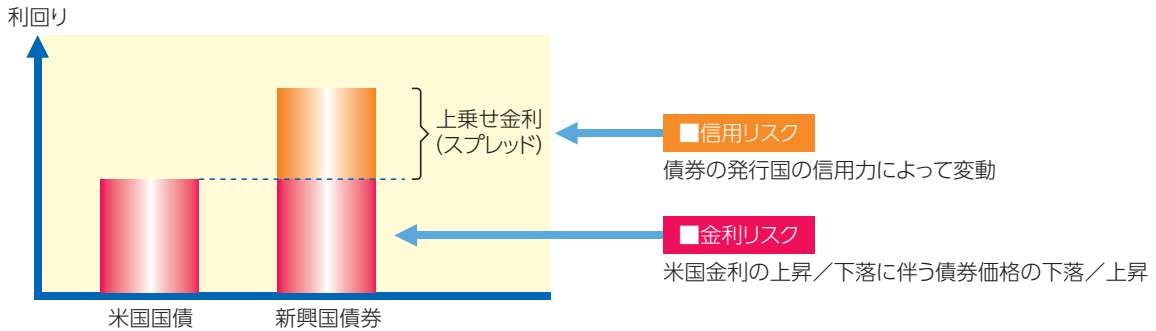 利回り
上乗せ金利
(スプレッド)
■信用リスク
債券の発行国の信用力によって変動
■金利リスク
米国金利の上昇／下落に伴う債券価格の下落／上昇
米国国債
新興国債券